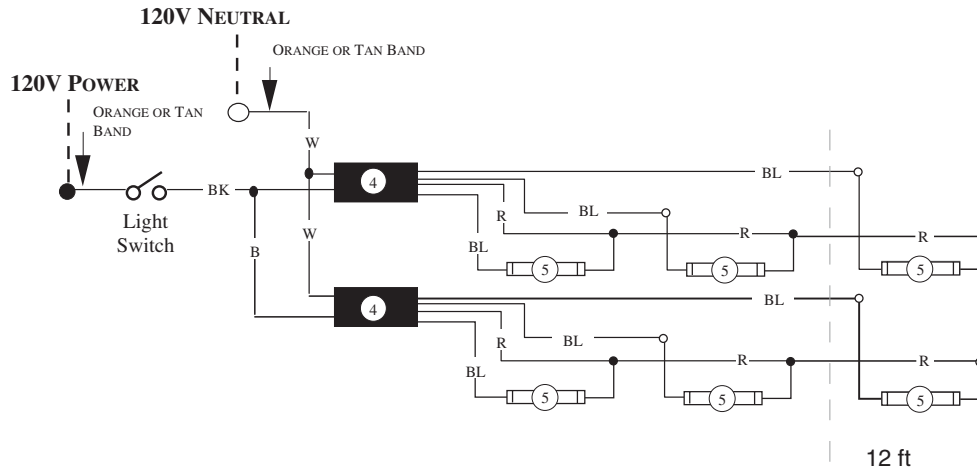 120V NEUTRAL
ORANGE OR TAN BAND
120V POWER
ORANGE OR TAN
BAND
W
4
BL
BK
BL
R
Light
Switch
R
R
B
W
BL
5
5
5
4
BL
R
BL
R
R
BL
5
5
5
12 ft